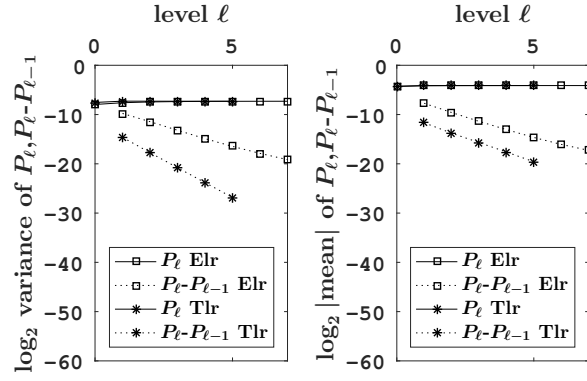 level ℓ
0 5
0
-10
-20
-30
-40
-50
-60
log₂ variance of Pℓ,Pℓ-Pℓ₋₁
Pℓ Elr
Pℓ-Pℓ₋₁ Elr
Pℓ Tlr
Pℓ-Pℓ₋₁ Tlr
level ℓ
0 5
0
-10
-20
-30
-40
-50
-60
log₂ |mean| of Pℓ,Pℓ-Pℓ₋₁
Pℓ Elr
Pℓ-Pℓ₋₁ Elr
Pℓ Tlr
Pℓ-Pℓ₋₁ Tlr